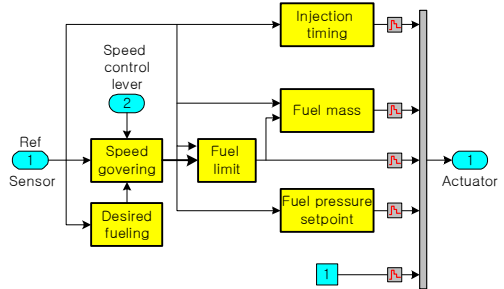 Injection
timing
Speed
control
lever
2
Fuel mass
Ref
1
Sensor
Speed
govering
Fuel
limit
1
Actuator
Desired
fueling
Fuel pressure
setpoint
1